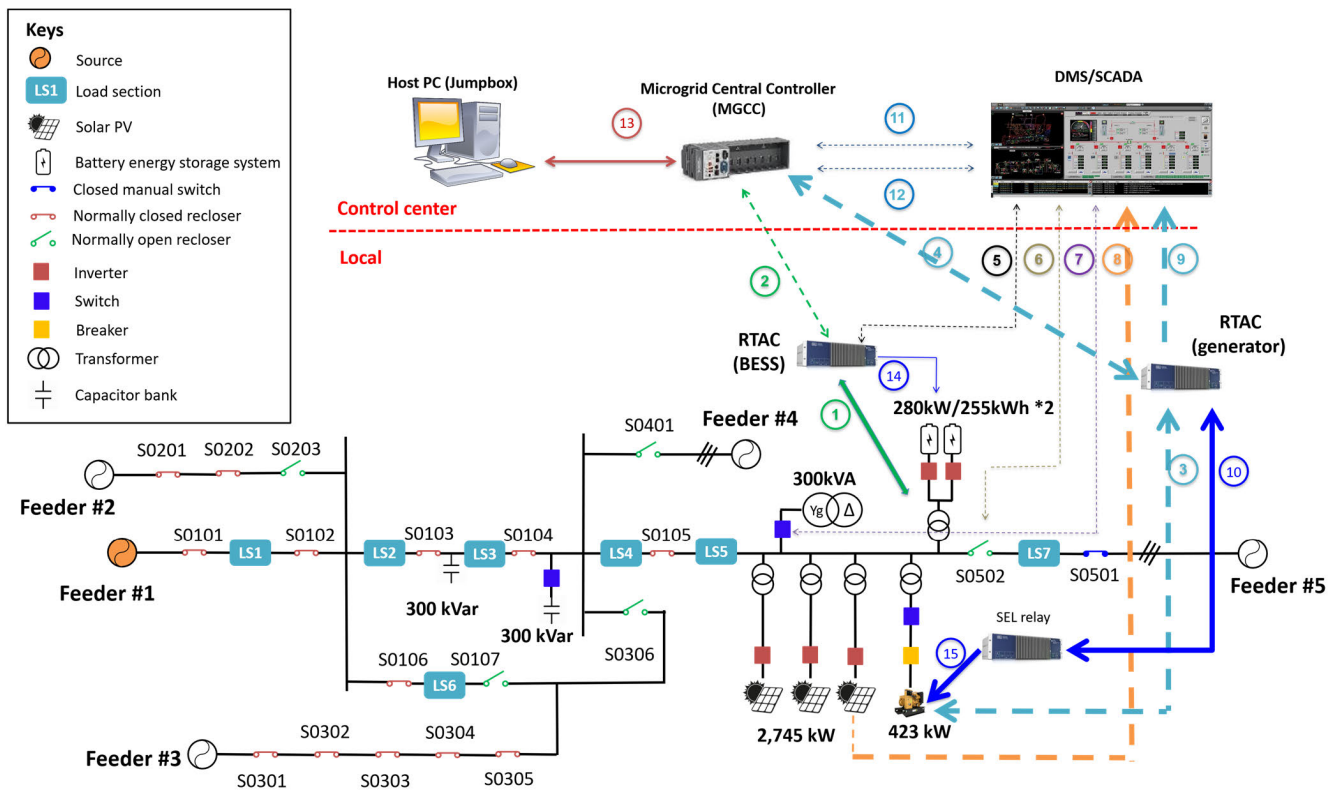 Keys
Source
LS1
Load section
Solar PV
Battery energy storage system
Closed manual switch
Normally closed recloser
Normally open recloser
Inverter
Switch
Breaker
Transformer
Capacitor bank
Host PC (Jumpbox)
Microgrid Central Controller
(MGCC)
DMS/SCADA
13
11
12
Control center
Local
4
5
6
7
8
9
2
RTAC
(BESS)
RTAC
(generator)
14
1
280kW/255kWh *2
3
10
Feeder #4
S0401
S0201
S0202
S0203
Feeder #2
300kVA
Yg
Δ
S0101
LS1
S0102
LS2
S0103
LS3
S0104
LS4
S0105
LS5
S0502
LS7
S0501
Feeder #1
Feeder #5
300 kVar
300 kVar
S0306
SEL relay
15
S0106
S0107
LS6
2,745 kW
423 kW
Feeder #3
S0301
S0302
S0303
S0304
S0305